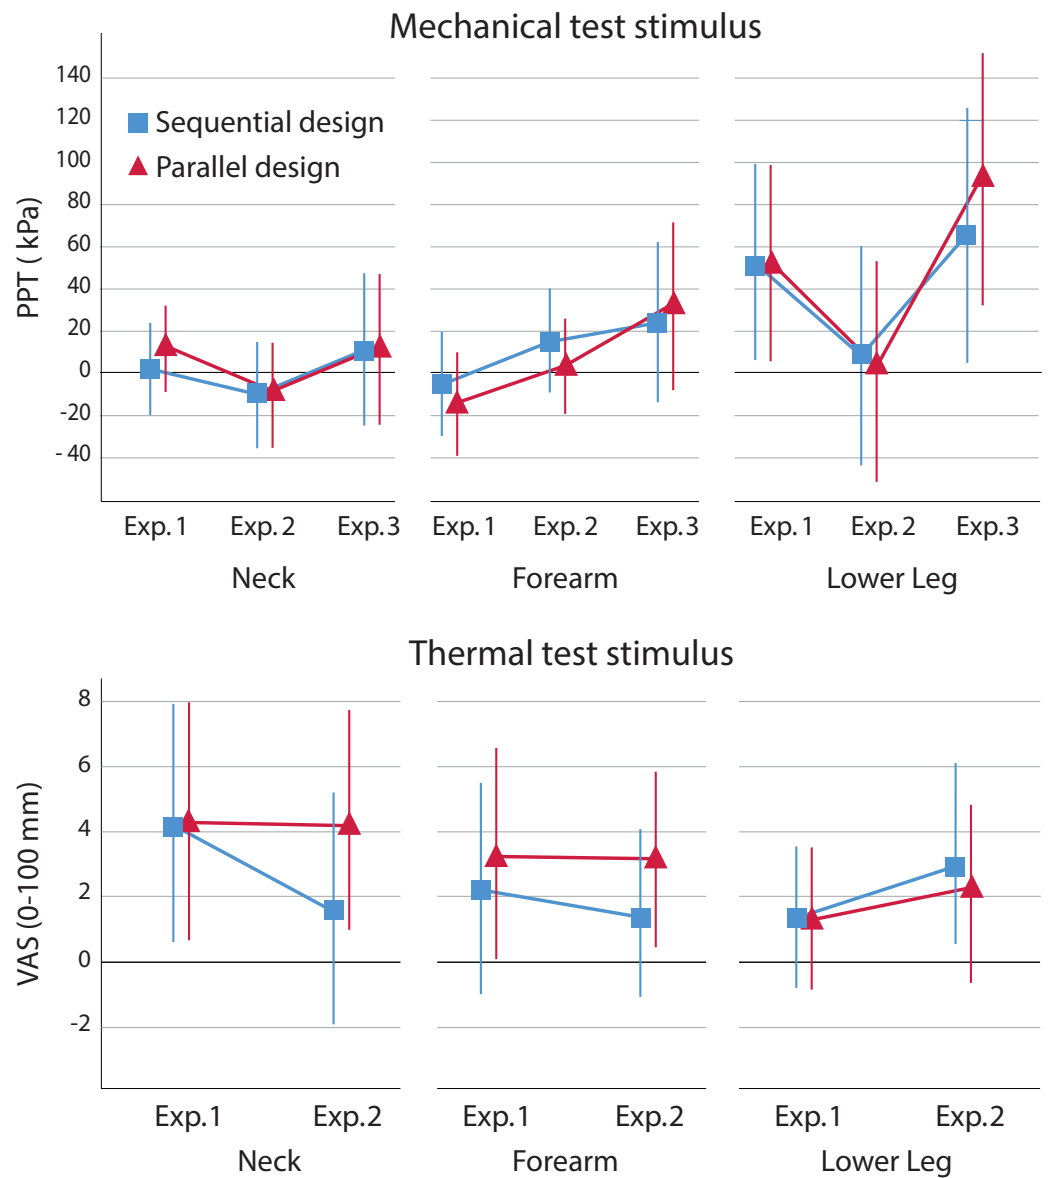 Mechanical test stimulus
PPT ( kPa)
140
120
100
80
60
40
20
0
-20
- 40
Sequential design
Parallel design
Exp. 1 Exp. 2 Exp. 3 Exp. 1 Exp. 2 Exp. 3 Exp. 1 Exp. 2 Exp. 3
Neck Forearm Lower Leg
Thermal test stimulus
VAS (0-100 mm)
8
6
4
2
0
-2
Exp. 1 Exp. 2 Exp. 1 Exp. 2 Exp. 1 Exp. 2
Neck Forearm Lower Leg